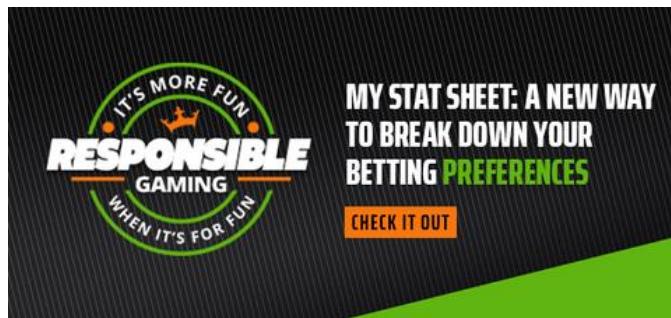 IT'S MORE FUN
RESPONSIBLE
GAMING
WHEN IT'S FOR FUN
MY STAT SHEET: A NEW WAY
TO BREAK DOWN YOUR
BETTING PREFERENCES
CHECK IT OUT